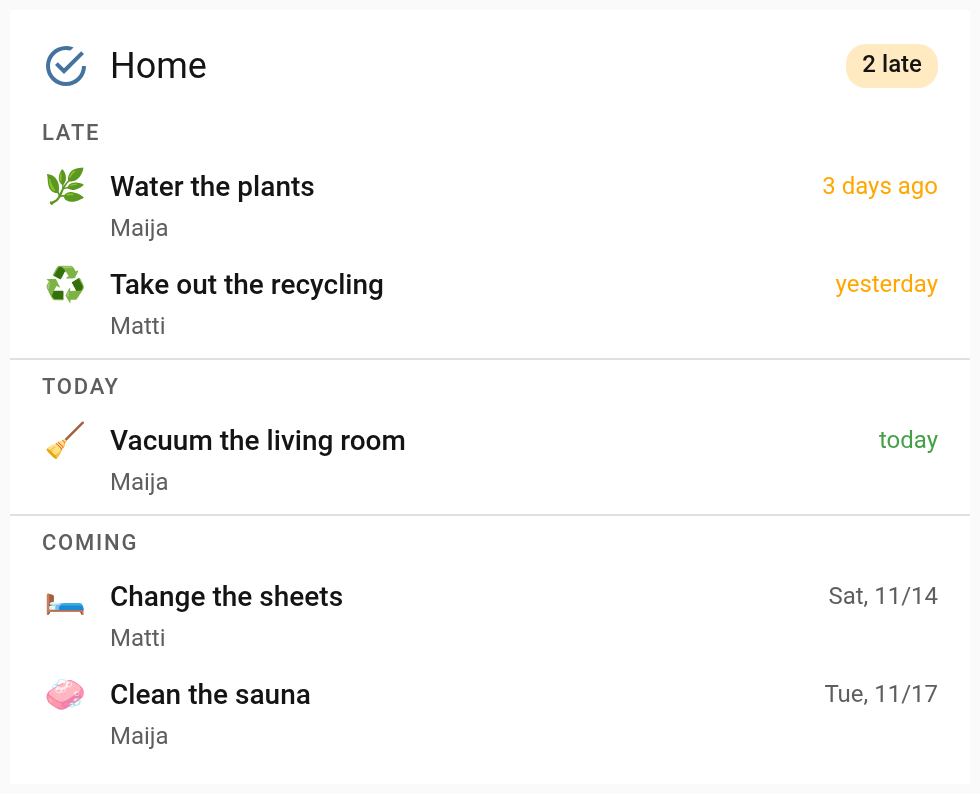 Home
2 late
LATE
Water the plants
3 days ago
Maija
Take out the recycling
yesterday
Matti
TODAY
Vacuum the living room
today
Maija
COMING
Change the sheets
Sat, 11/14
Matti
Clean the sauna
Tue, 11/17
Maija